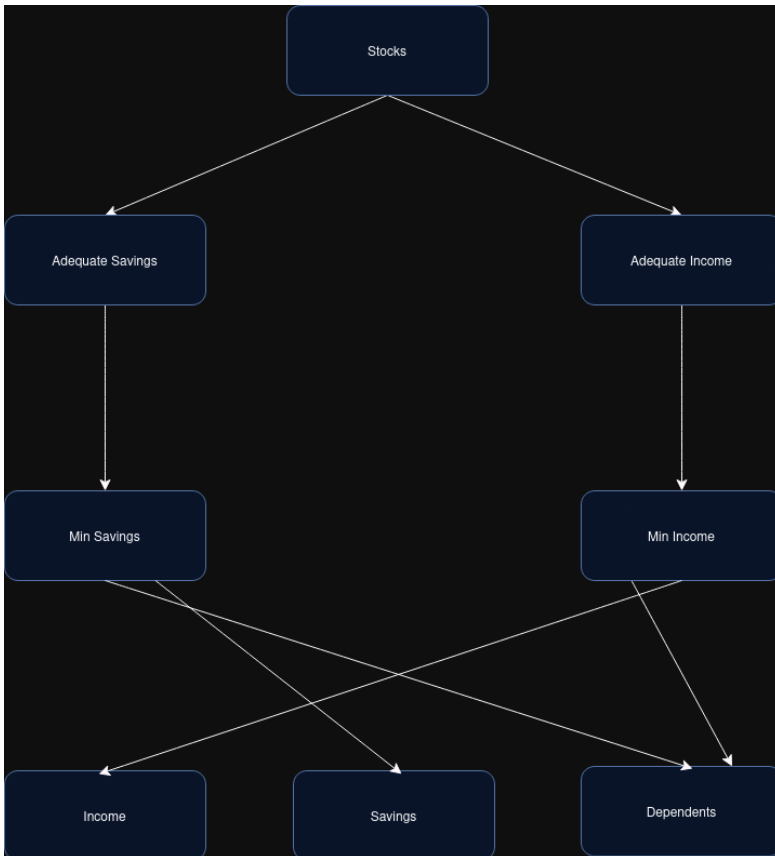 Stocks
Adequate Savings
Adequate Income
Min Savings
Min Income
Income
Savings
Dependents